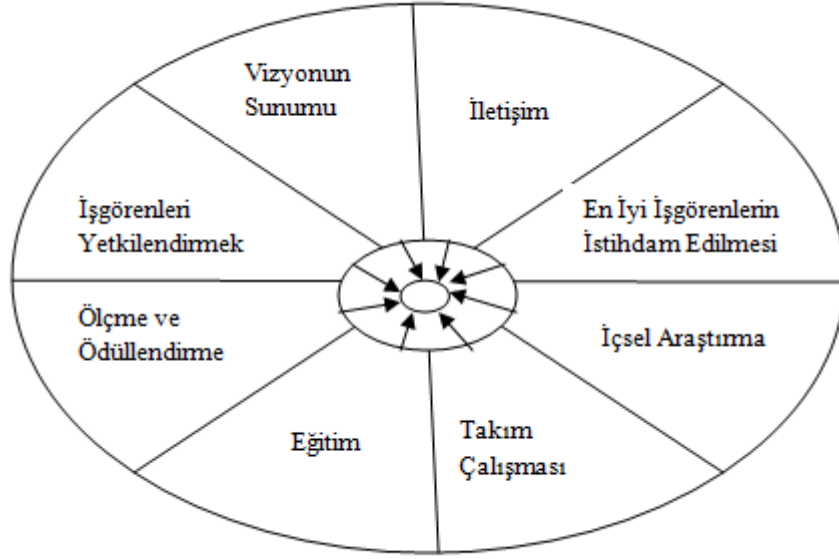 Vizyonun
Sunumu
İletişim
İşgörenleri
Yetkilendirmek
En İyi İşgörenlerin
İstihdam Edilmesi
Ölçme ve
Ödüllendirme
İçsel Araştırma
Eğitim
Takım
Çalışması